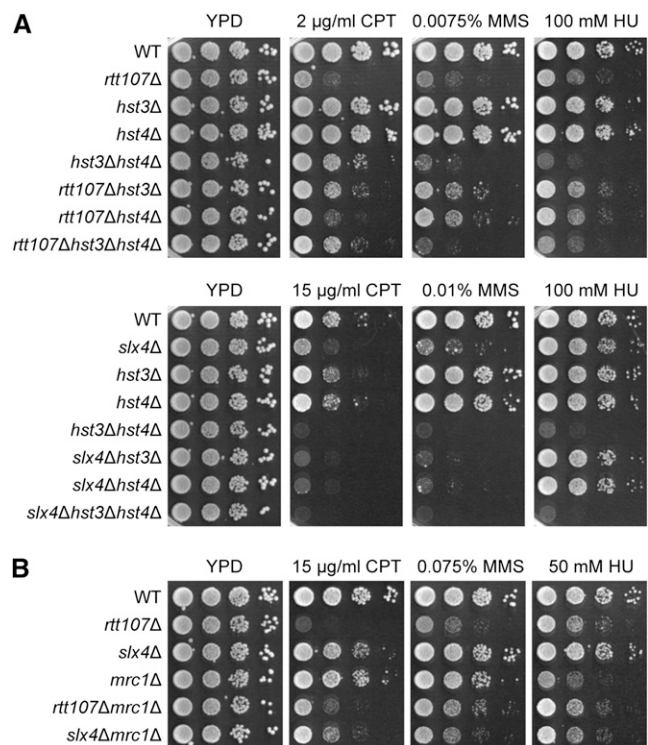 A
YPD 2 µg/ml CPT 0.0075% MMS 100 mM HU
WT
rtt107Δ
hst3Δ
hst4Δ
hst3Δhst4Δ
rtt107Δhst3Δ
rtt107Δhst4Δ
rtt107Δhst3Δhst4Δ
YPD 15 µg/ml CPT 0.01% MMS 100 mM HU
WT
slx4Δ
hst3Δ
hst4Δ
hst3Δhst4Δ
slx4Δhst3Δ
slx4Δhst4Δ
slx4Δhst3Δhst4Δ
B
YPD 15 µg/ml CPT 0.075% MMS 50 mM HU
WT
rtt107Δ
slx4Δ
mrc1Δ
rtt107Δmrc1Δ
slx4Δmrc1Δ